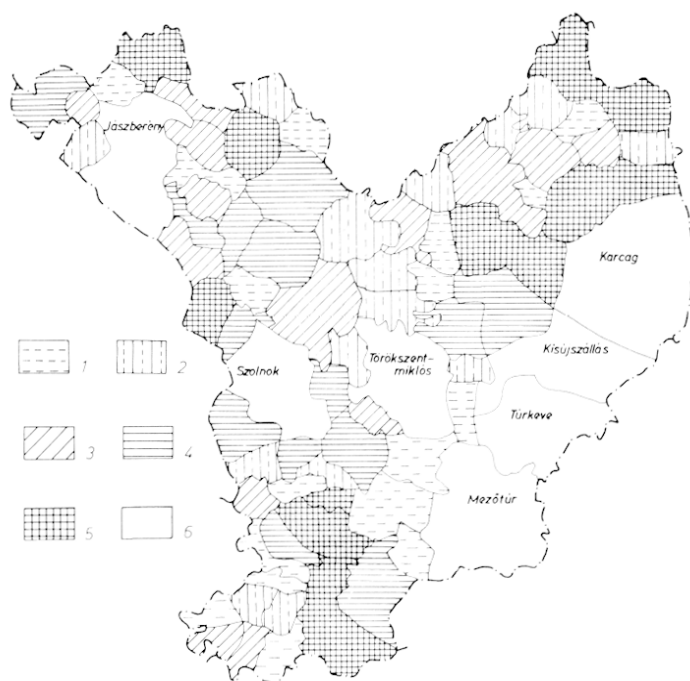 Jászberény
Karcag
Kisújszállás
Törökszent-
miklós
Szolnok
Túrkeve
Mezőtúr
1
2
3
4
5
6